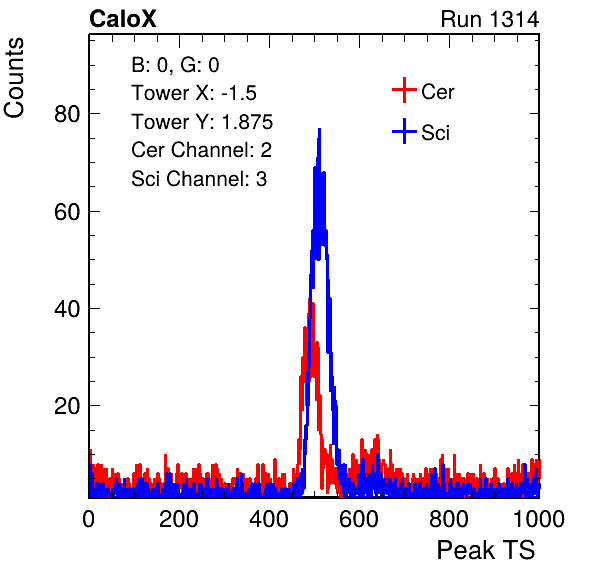 CaloX Run 1314
Counts
B: 0, G: 0
Tower X: -1.5
Tower Y: 1.875
Cer Channel: 2
Sci Channel: 3
Cer
Sci
80
60
40
20
0 200 400 600 800 1000
Peak TS